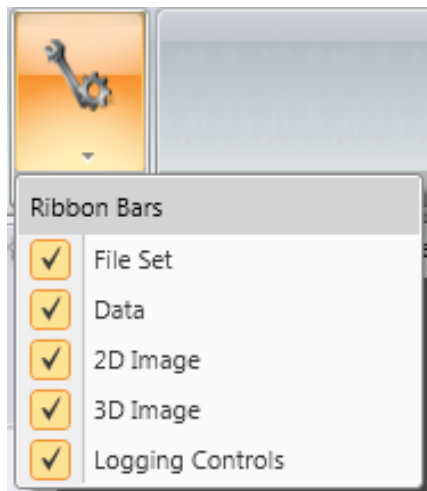 Ribbon Bars
File Set
Data
2D Image
3D Image
Logging Controls